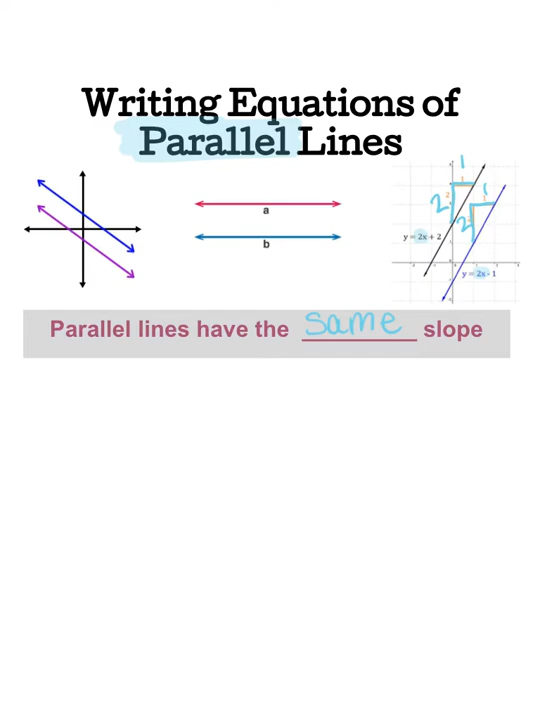 Writing Equations of
Parallel Lines
a
b
1
2
1
2
y = 2x + 2
y = 2x - 1
Parallel lines have the same slope